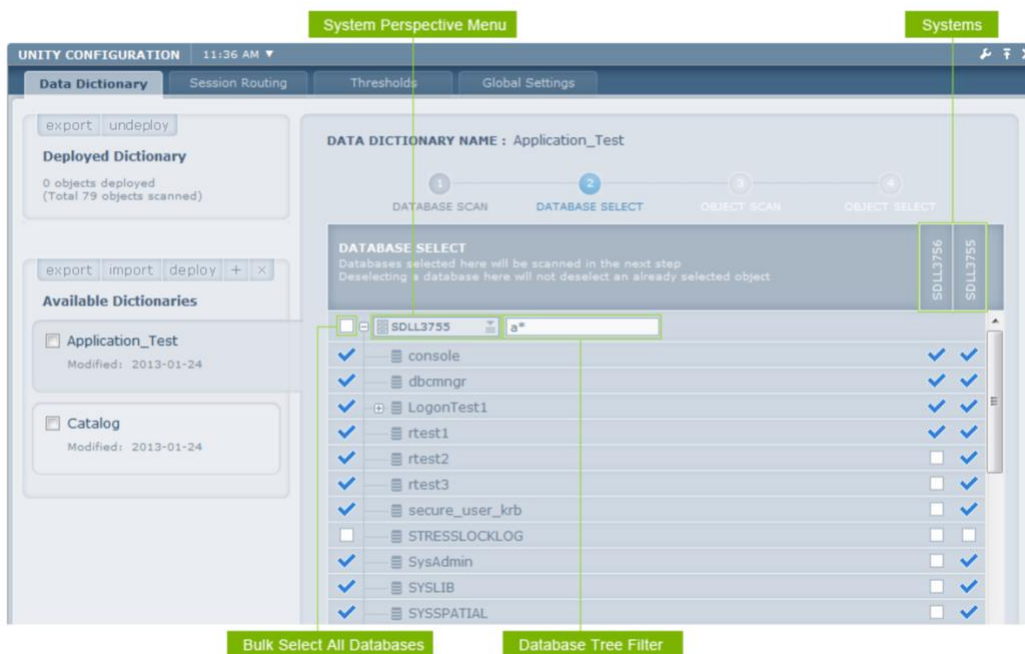 System Perspective Menu
Systems
UNITY CONFIGURATION 11:36 AM ▼
Data Dictionary Session Routing Thresholds Global Settings
export undeploy
Deployed Dictionary
0 objects deployed
(Total 79 objects scanned)
export import deploy + ×
Available Dictionaries
Application_Test
Modified: 2013-01-24
Catalog
Modified: 2013-01-24
DATA DICTIONARY NAME : Application_Test
1 2 3 4
DATABASE SCAN DATABASE SELECT OBJECT SCAN OBJECT SELECT
DATABASE SELECT
Databases selected here will be scanned in the next step
Deselecting a database here will not deselect an already selected object
SDLL3756
SDLL3755
SDLL3755 a*
console
dbcmngr
LogonTest1
rtest1
rtest2
rtest3
secure_user_krb
STRESSLOCKLOG
SysAdmin
SYSLIB
SYSSPATIAL
Bulk Select All Databases
Database Tree Filter